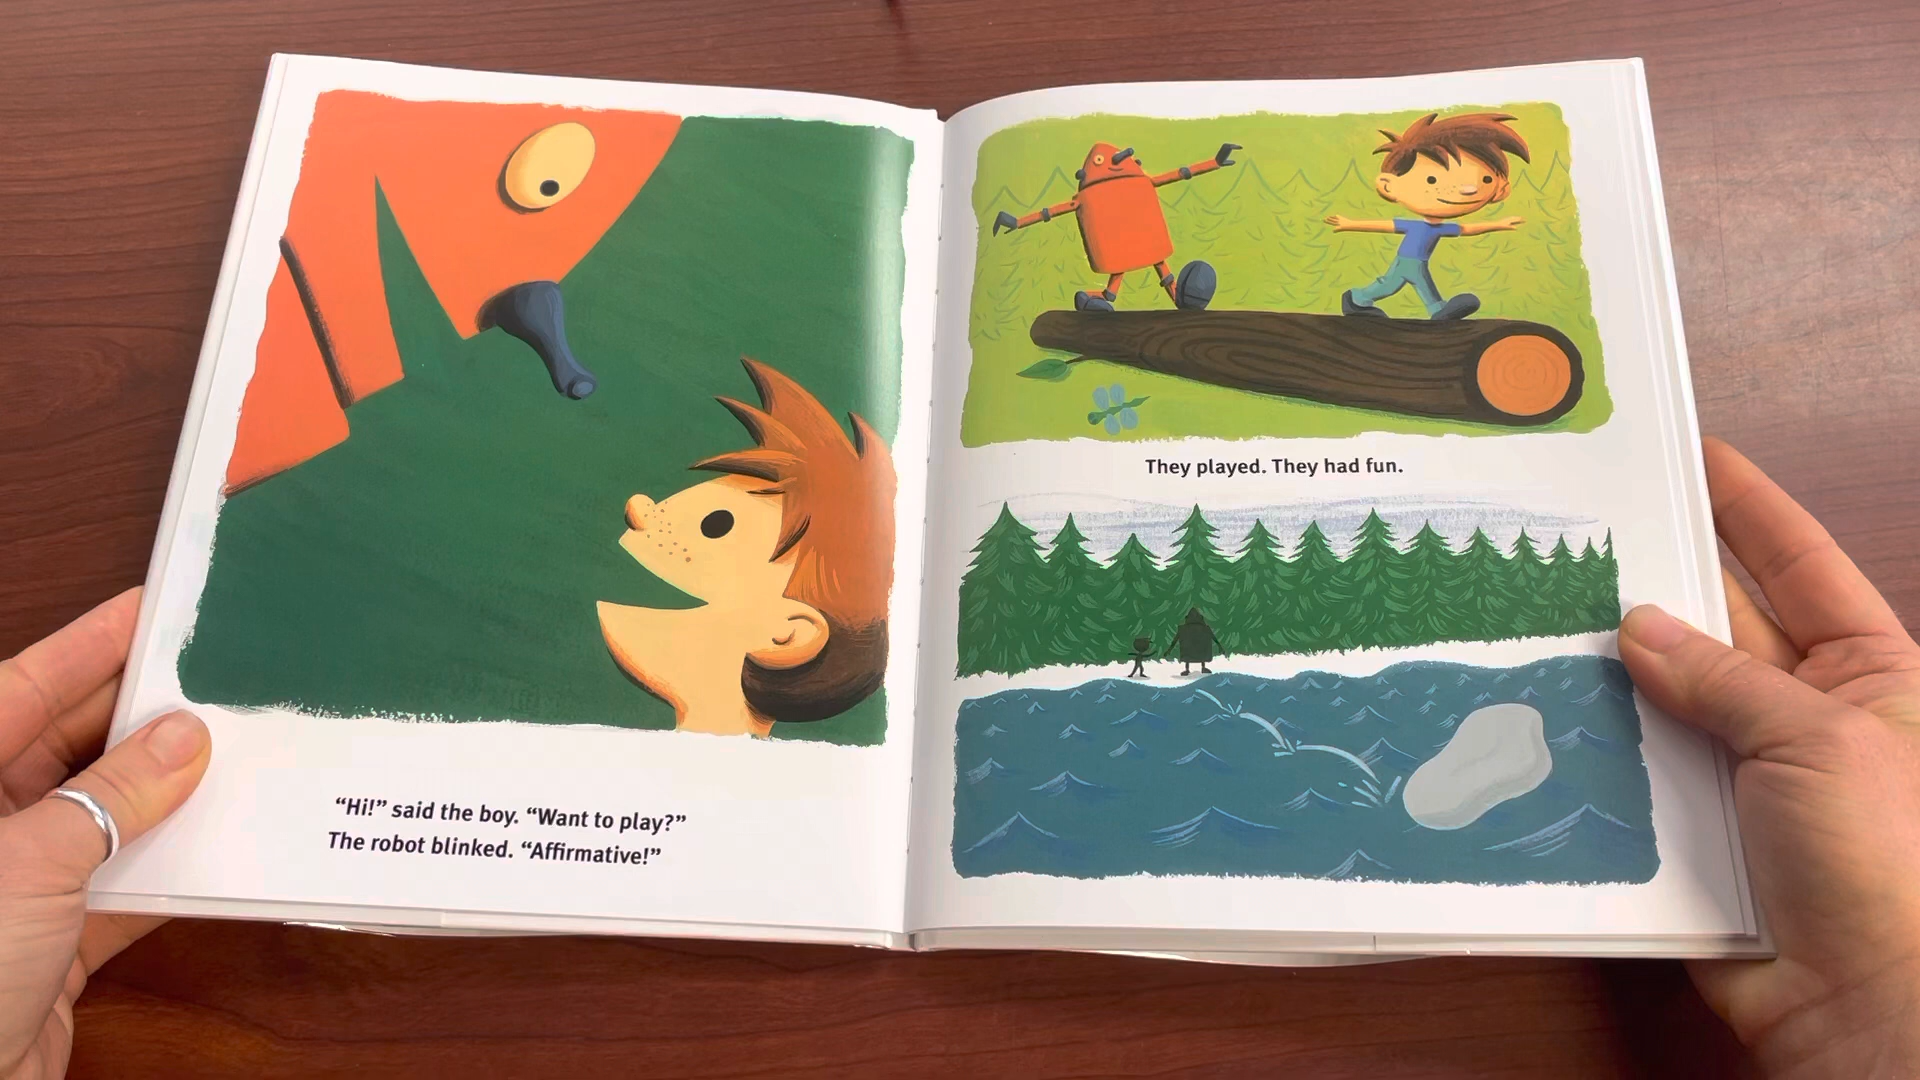 “Hi!” said the boy. “Want to play?”
The robot blinked. “Affirmative!”
They played. They had fun.